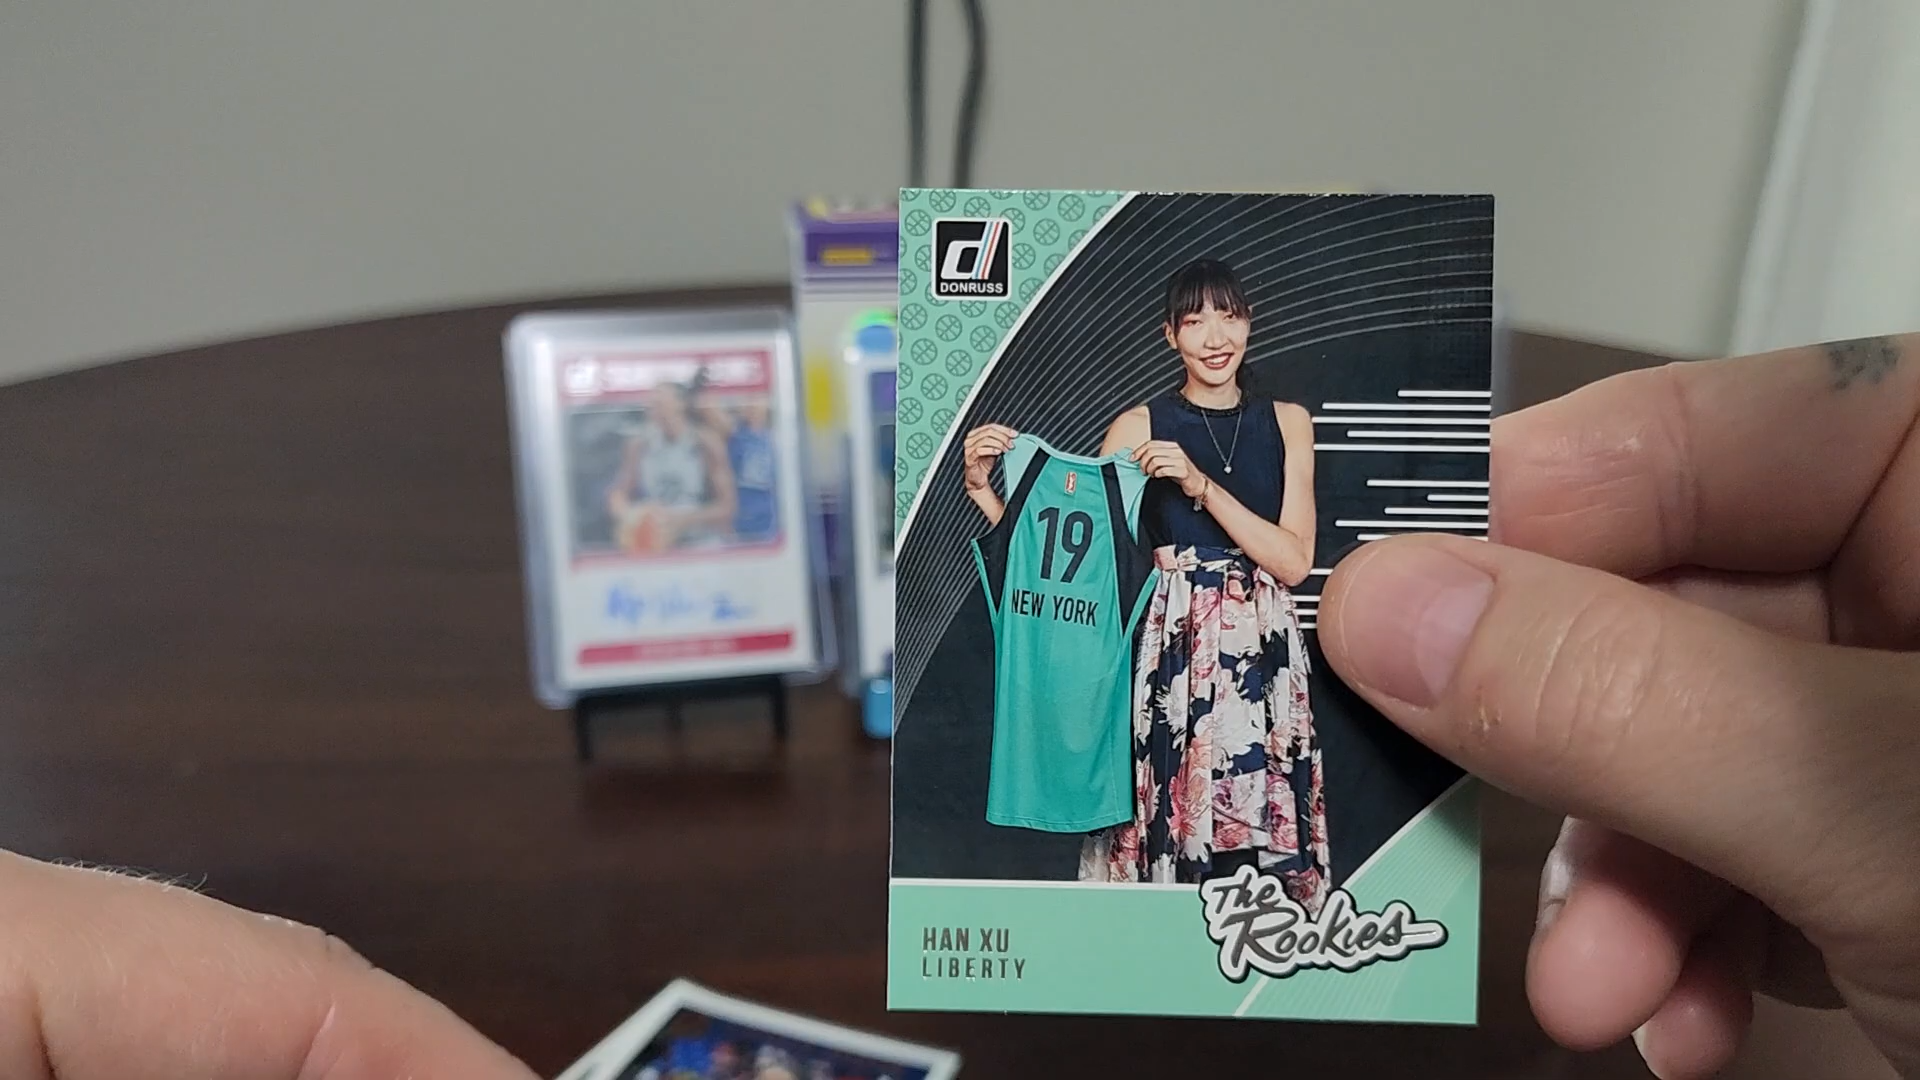 DONRUSS
19
NEW YORK
The
Rookies
HAN XU
LIBERTY